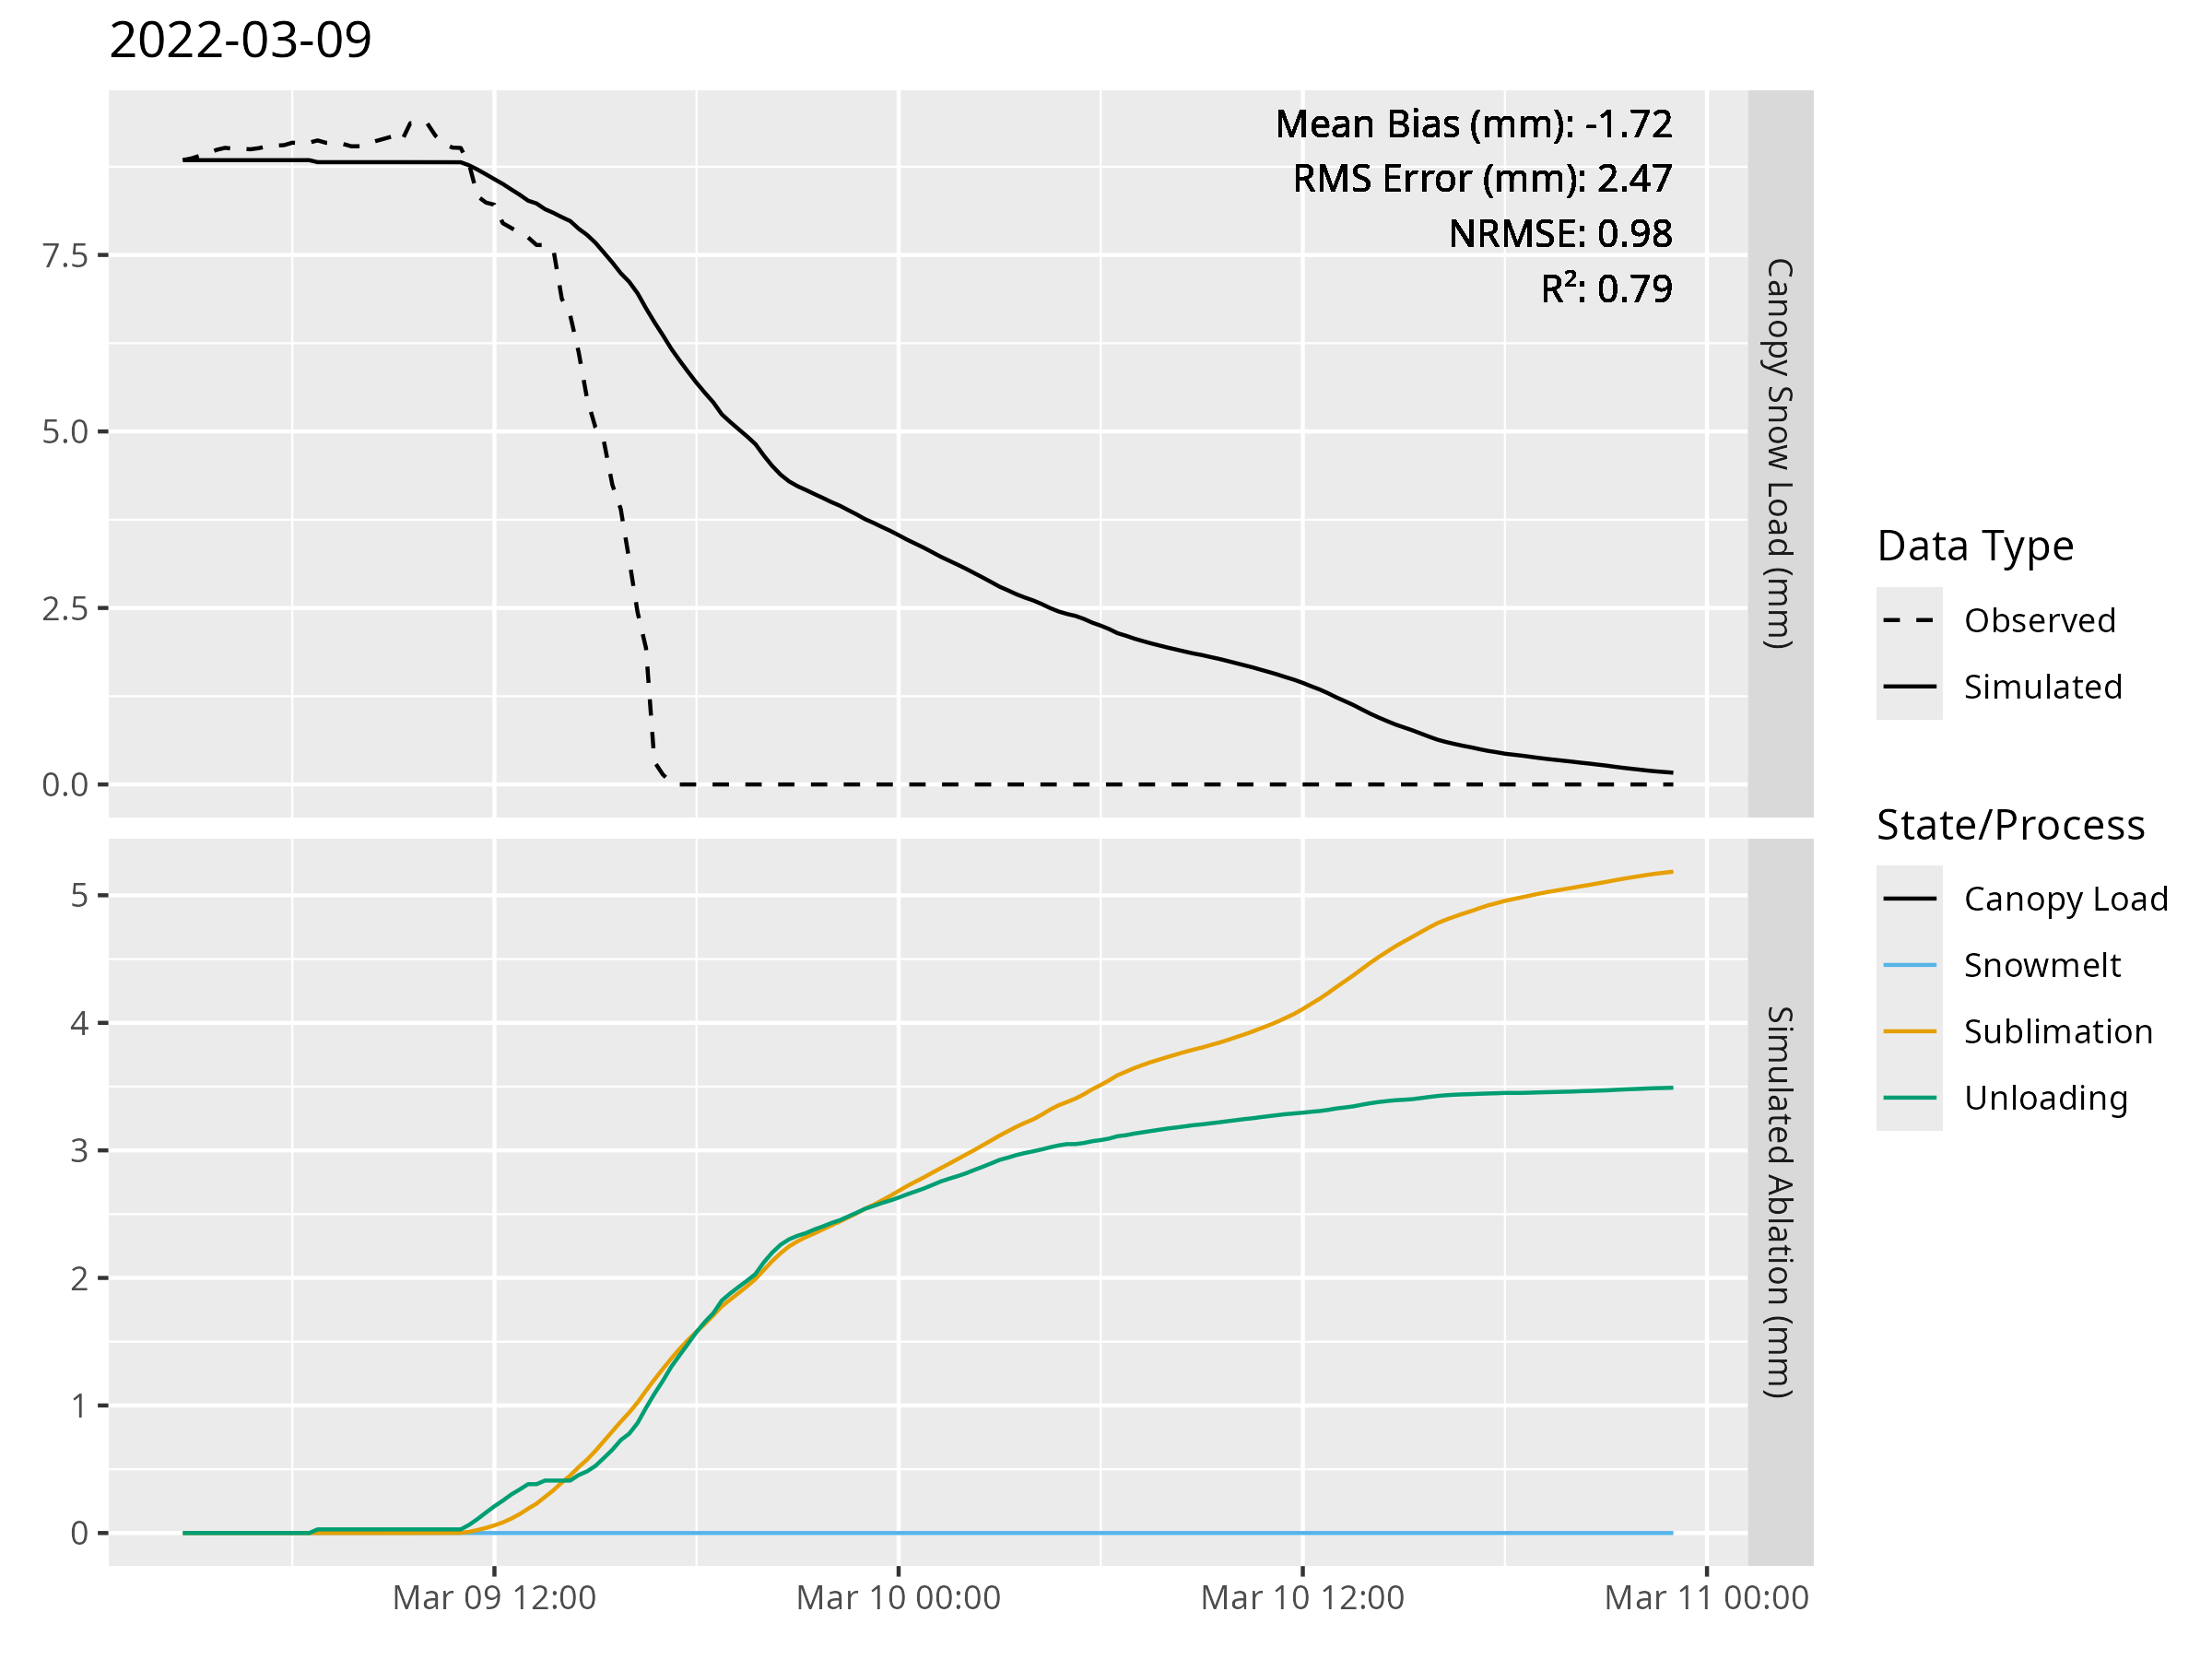 2022-03-09
Mean Bias (mm): -1.72
RMS Error (mm): 2.47
NRMSE: 0.98
R²: 0.79
7.5
5.0
2.5
0.0
Canopy Snow Load (mm)
5
4
3
2
1
0
Simulated Ablation (mm)
Mar 09 12:00
Mar 10 00:00
Mar 10 12:00
Mar 11 00:00
Data Type
Observed
Simulated
State/Process
Canopy Load
Snowmelt
Sublimation
Unloading